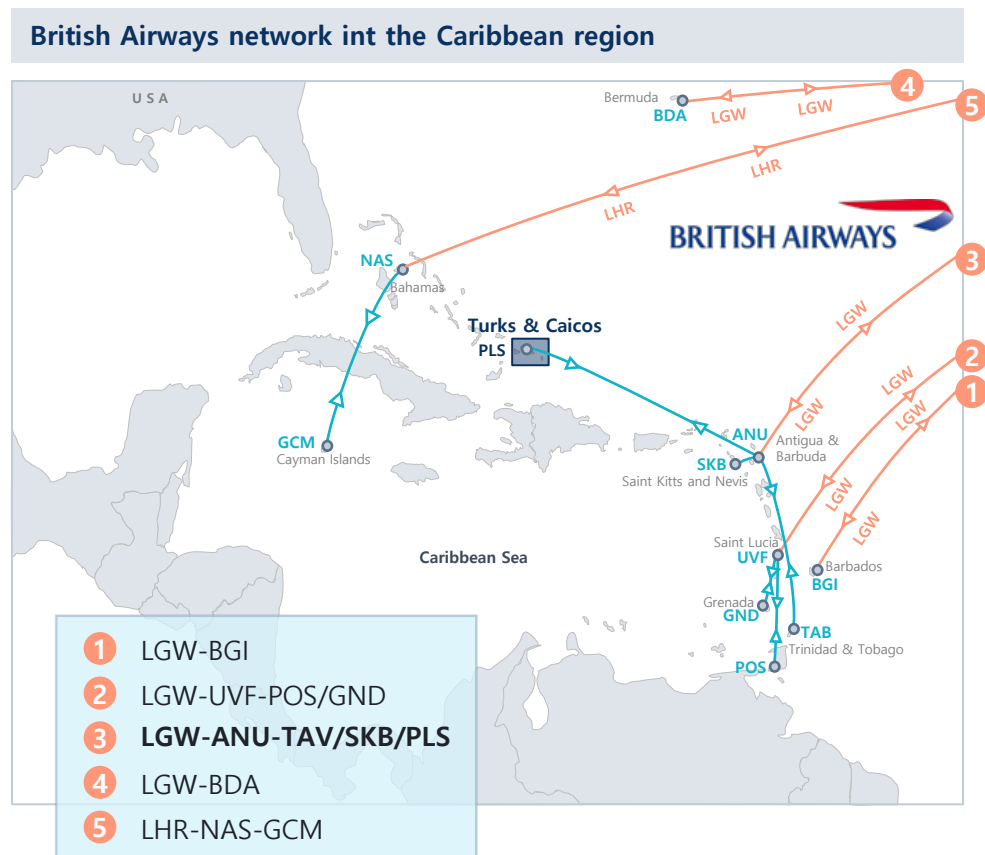 British Airways network int the Caribbean region
USA
Bermuda
BDA
LGW
LGW
4
5
LHR
LHR
BRITISH AIRWAYS
NAS
Bahamas
3
Turks & Caicos
PLS
LGW
2
LGW
1
GCM
Cayman Islands
ANU
Antigua &
Barbuda
LGW
LGW
SKB
Saint Kitts and Nevis
LGW
LGW
Saint Lucia
UVF
Caribbean Sea
Barbados
BGI
Grenada
GND
TAB
Trinidad & Tobago
POS
1 LGW-BGI
2 LGW-UVF-POS/GND
3 LGW-ANU-TAV/SKB/PLS
4 LGW-BDA
5 LHR-NAS-GCM